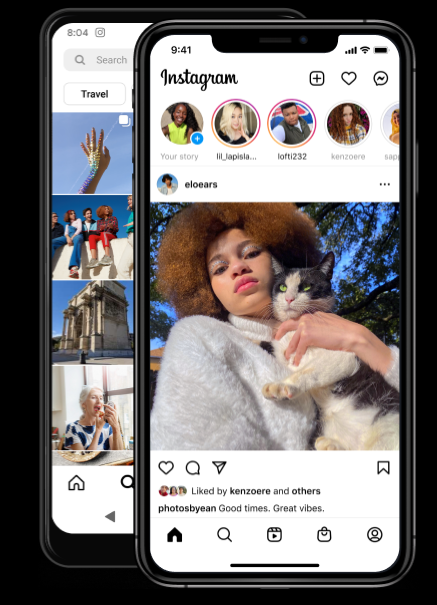 8:04
Search
Travel
9:41
Instagram
Your story
lil_lapisla...
lofti232
kenzoere
sapp
eloears
Liked by kenzoere and others
photosbyean Good times. Great vibes.